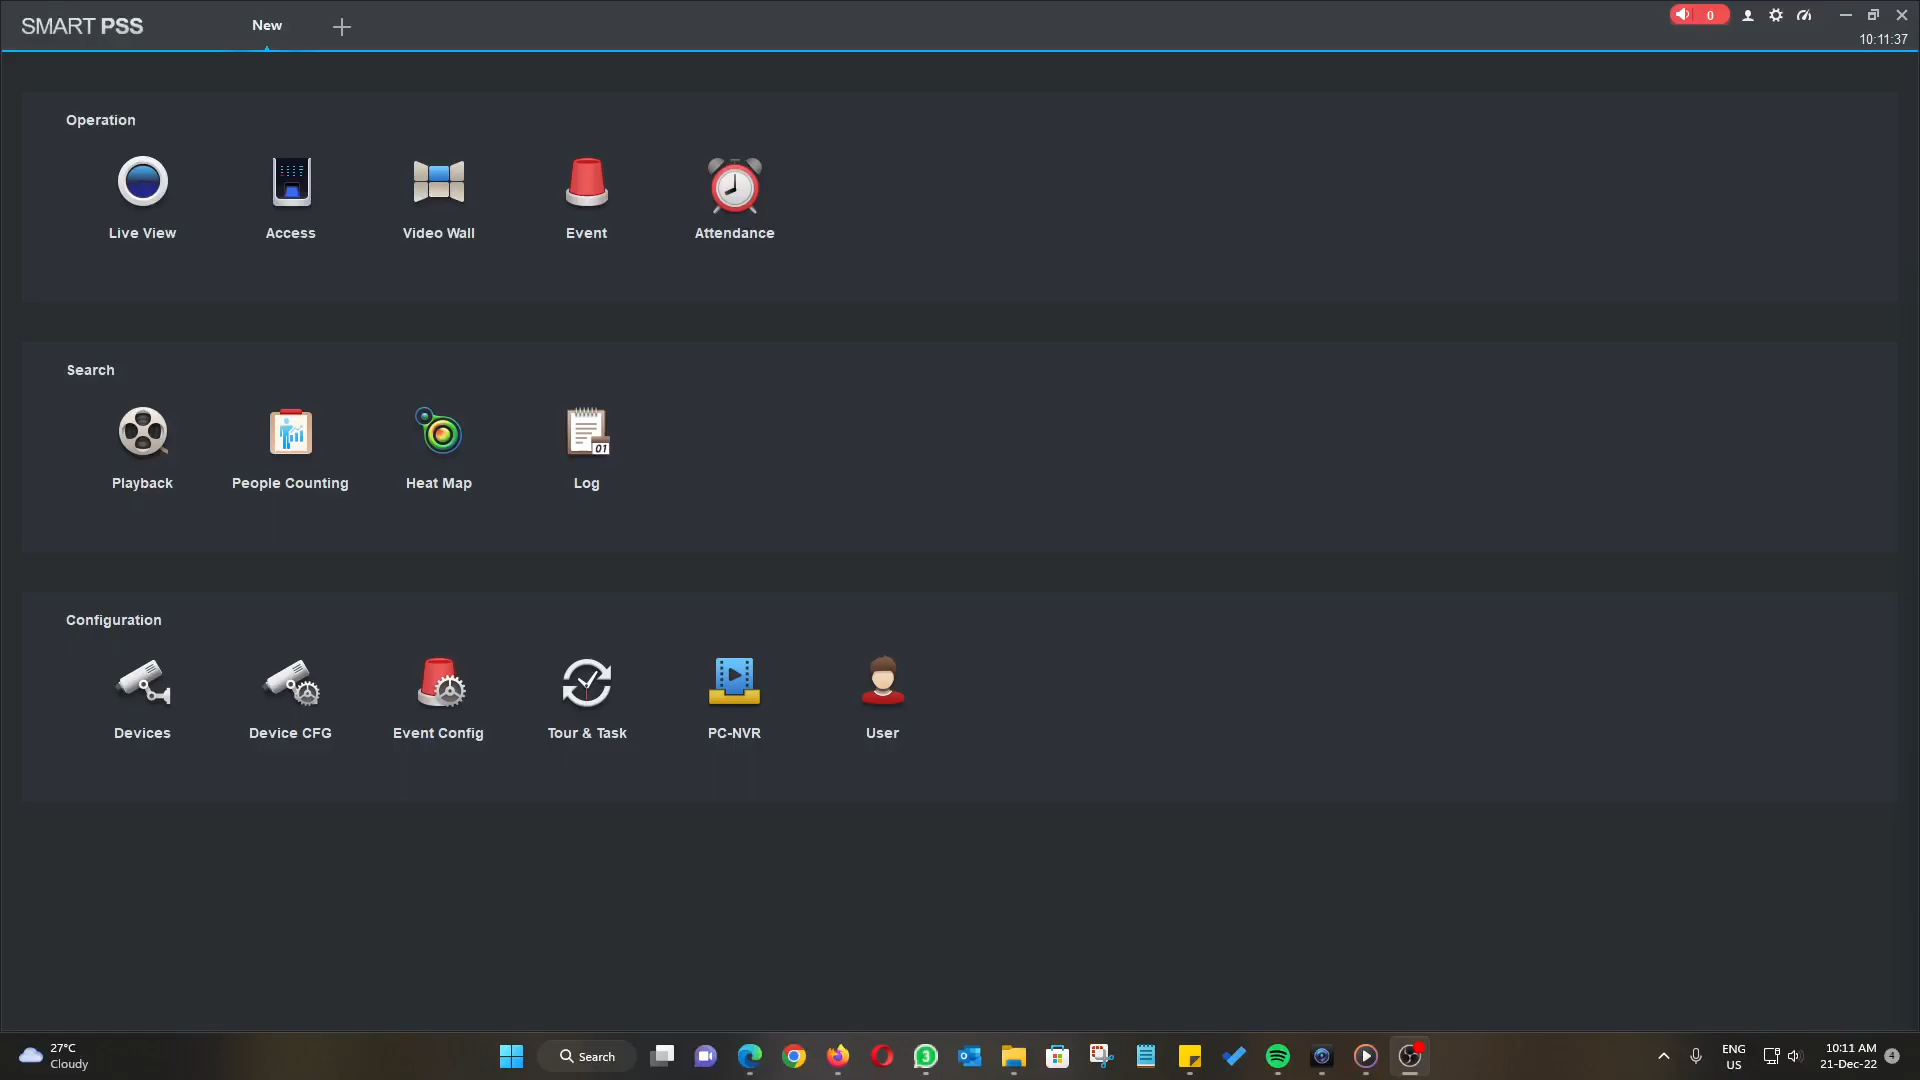 SMART PSS
New
0
10:11:37
Operation
Live View
Access
Video Wall
Event
Attendance
Search
01
Playback
People Counting
Heat Map
Log
Configuration
Devices
Device CFG
Event Config
Tour & Task
PC-NVR
User
27°C
Cloudy
Search
3
ENG
US
10:11 AM
21-Dec-22
4